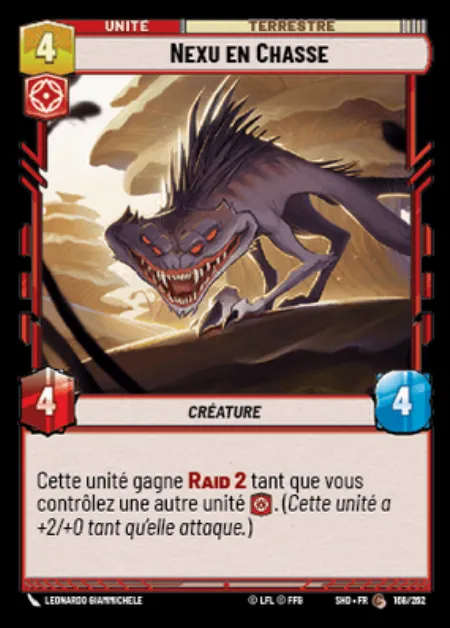 UNITÉ
TERRESTRE
4
NEXU EN CHASSE
4
CRÉATURE
4
Cette unité gagne RAID 2 tant que vous
contrôlez une autre unité . (Cette unité a
+2/+0 tant qu'elle attaque.)
LEONARDO GIAMMICHELE
© LFL © FFG
SHD • FR
C
168/262